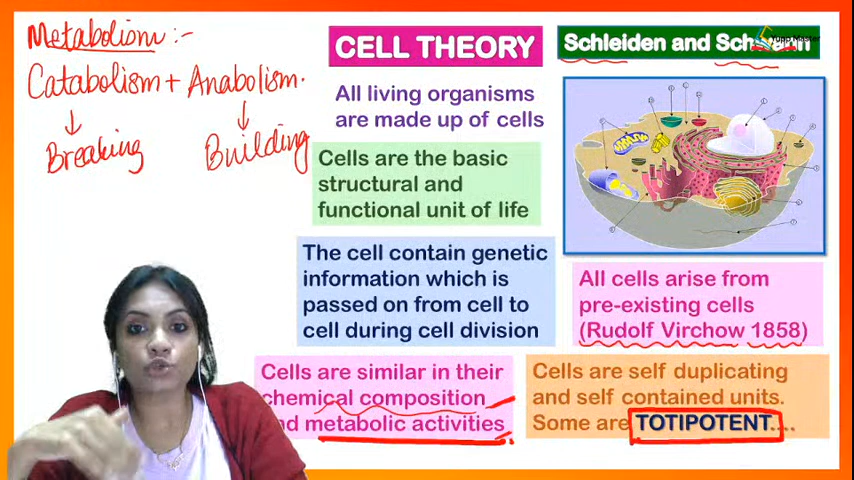 Metabolism :-
Catabolism + Anabolism.
Breaking
Building
CELL THEORY
Schleiden and
All living organisms
are made up of cells
Cells are the basic
structural and
functional unit of life
The cell contain genetic
information which is
passed on from cell to
cell during cell division
All cells arise from
pre-existing cells
(Rudolf Virchow 1858)
Cells are similar in their
chemical composition
metabolic activities
Cells are self duplicating
and self contained units.
Some are TOTIPOTENT....